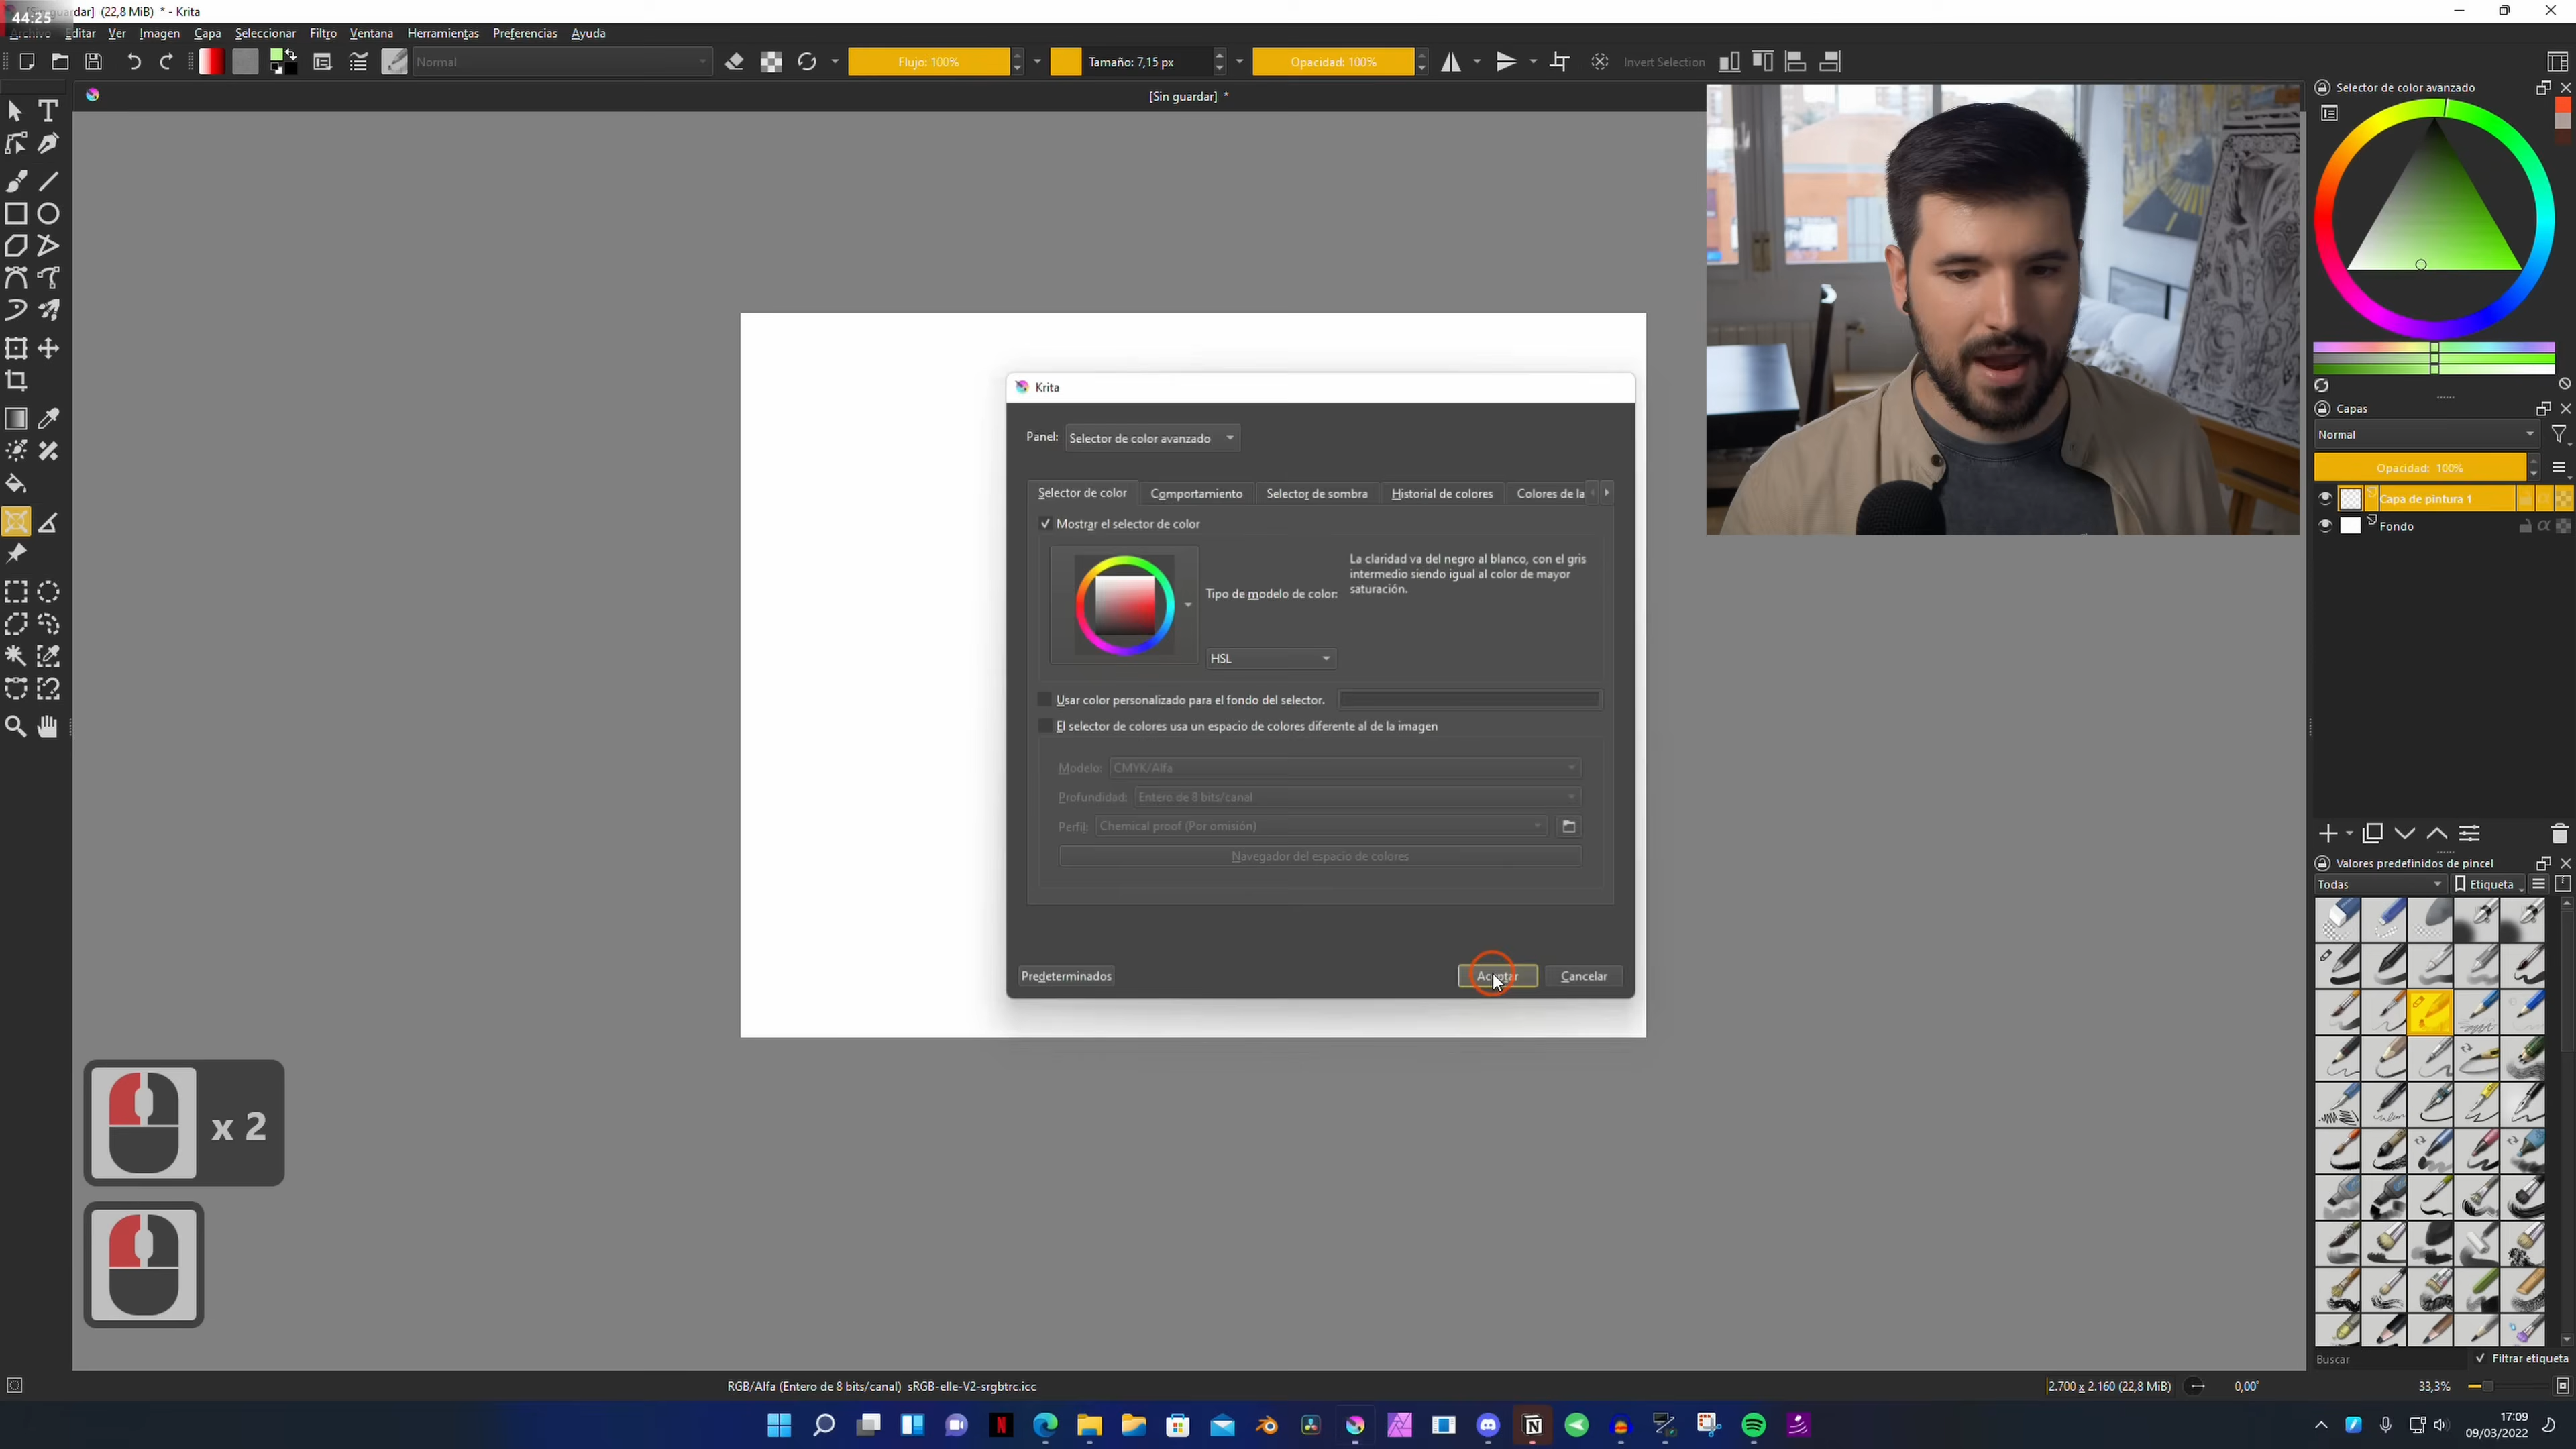 44:25
dar] (22,8 MiB) * - Krita
Archivo Editar Ver Imagen Capa Seleccionar Filtro Ventana Herramientas Preferencias Ayuda
Normal
Flujo: 100%
Tamaño: 7,15 px
Opacidad: 100%
Invert Selection
[Sin guardar] *
Selector de color avanzado
Krita
Panel: Selector de color avanzado
Selector de color Comportamiento Selector de sombra Historial de colores Colores de la
Mostrar el selector de color
La claridad va del negro al blanco, con el gris
intermedio siendo igual al color de mayor
saturación.
Tipo de modelo de color:
HSL
Usar color personalizado para el fondo del selector.
El selector de colores usa un espacio de colores diferente al de la imagen
Modelo: CMYK/Alfa
Profundidad: Entero de 8 bits/canal
Perfil: Chemical proof (Por omisión)
Navegador del espacio de colores
Predeterminados
Aceptar
Cancelar
Capas
Normal
Opacidad: 100%
Capa de pintura 1
Fondo
Valores predefinidos de pincel
Todas
Etiqueta
Buscar
Filtrar etiqueta
x 2
RGB/Alfa (Entero de 8 bits/canal) sRGB-elle-V2-srgbtrc.icc
2.700 x 2.160 (22,8 MiB)
0,00°
33,3%
17:09
09/03/2022